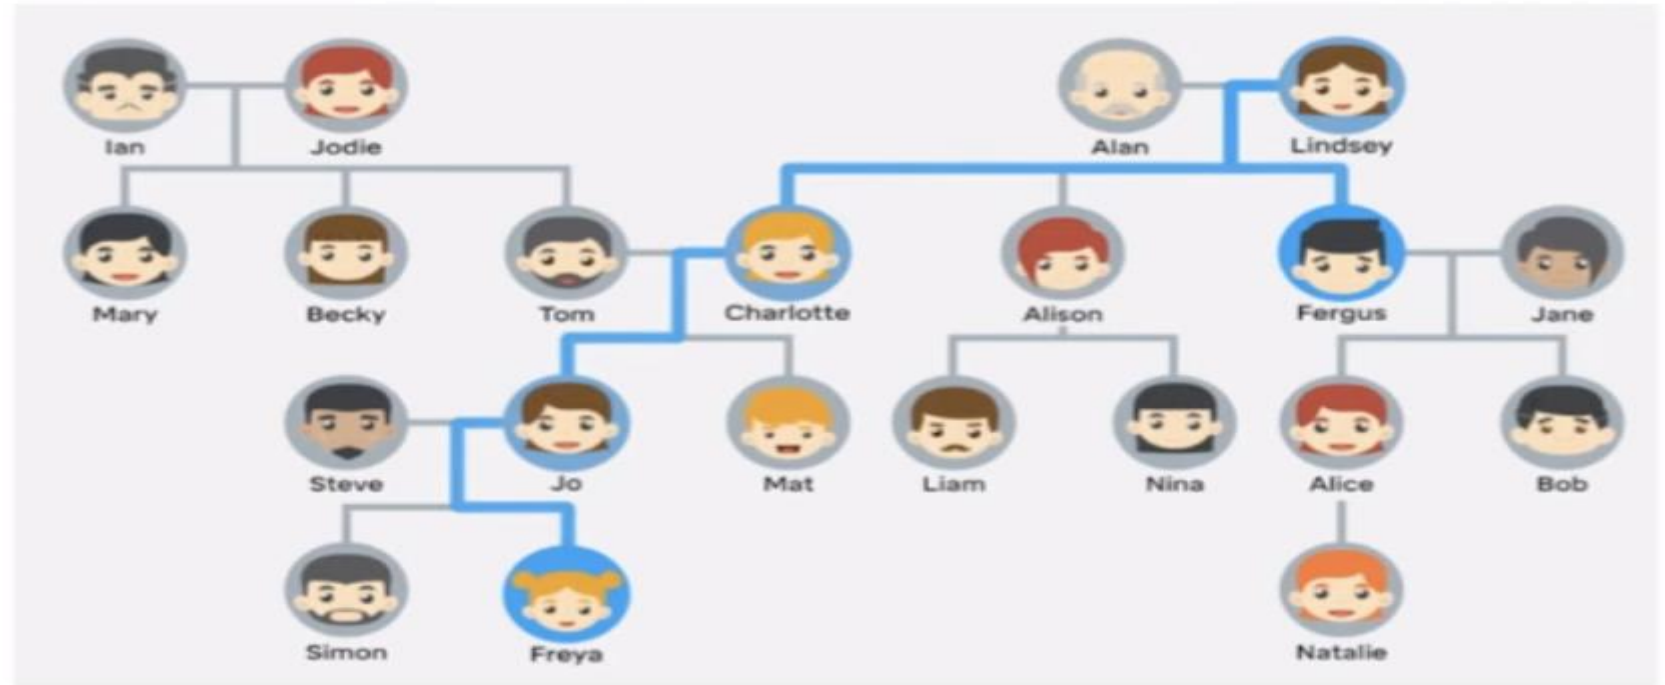 Ian Jodie Alan Lindsey
Mary Becky Tom Charlotte Alison Fergus Jane
Steve Jo Mat Liam Nina Alice Bob
Simon Freya Natalie